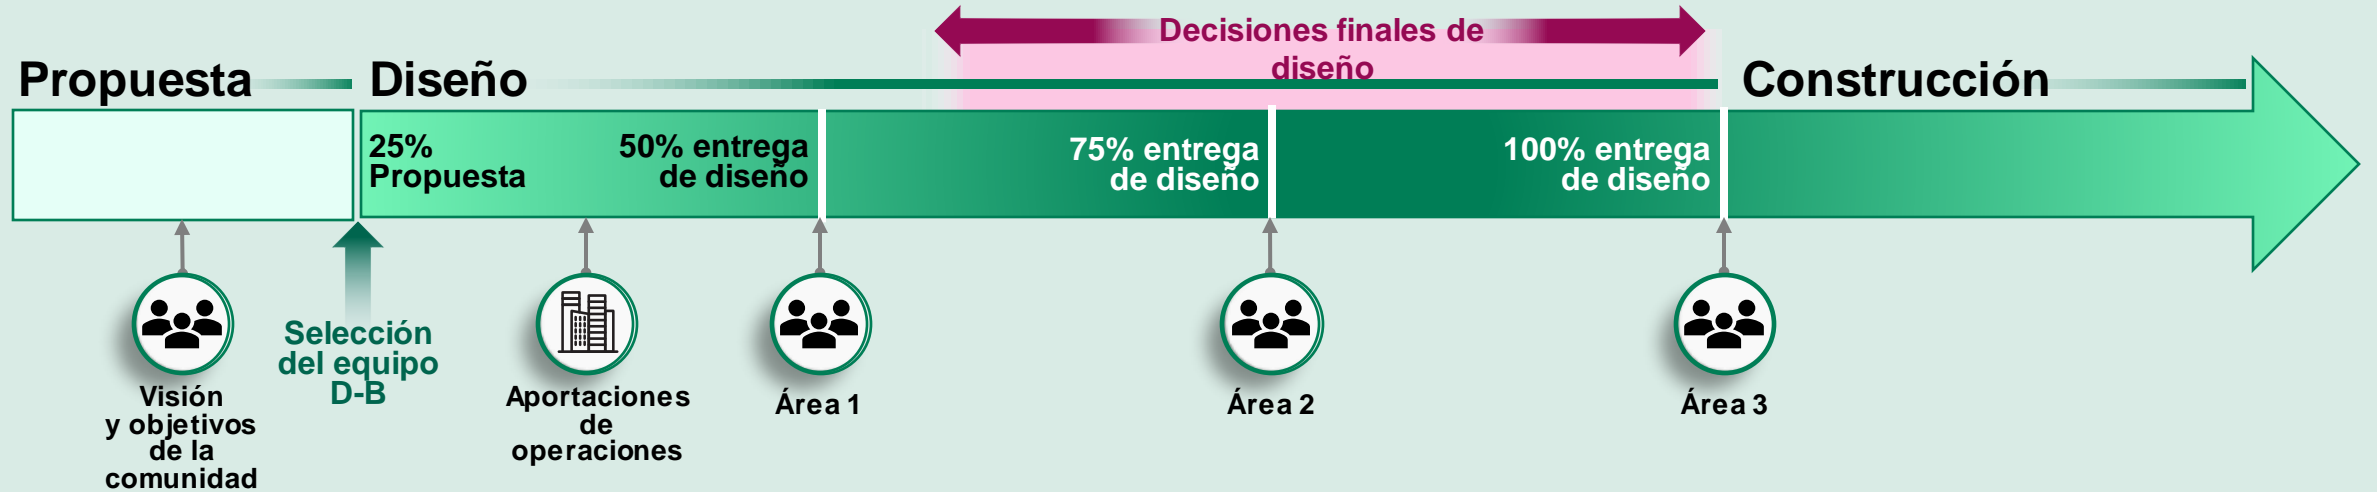 Decisiones finales de
diseño
Propuesta
Diseño
Construcción
25%
Propuesta
50% entrega
de diseño
75% entrega
de diseño
100% entrega
de diseño
Selección
del equipo
D-B
Visión
y objetivos
de la
comunidad
Aportaciones
de
operaciones
Área 1
Área 2
Área 3